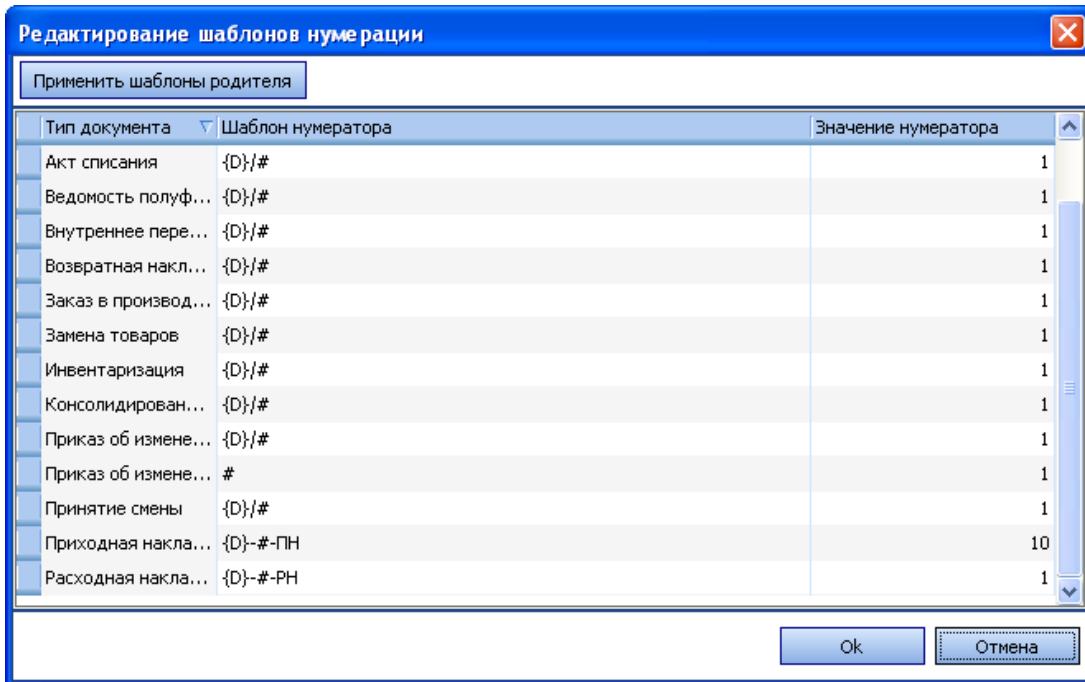 Редактирование шаблонов нумерации
Применить шаблоны родителя
Тип документа Шаблон нумератора Значение нумератора
Акт списания {D}/# 1
Ведомость полуф... {D}/# 1
Внутреннее пере... {D}/# 1
Возвратная накл... {D}/# 1
Заказ в производ... {D}/# 1
Замена товаров {D}/# 1
Инвентаризация {D}/# 1
Консолидирован... {D}/# 1
Приказ об измене... {D}/# 1
Приказ об измене... # 1
Принятие смены {D}/# 1
Приходная накла... {D}-#-ПН 10
Расходная накла... {D}-#-РН 1
Ok Отмена